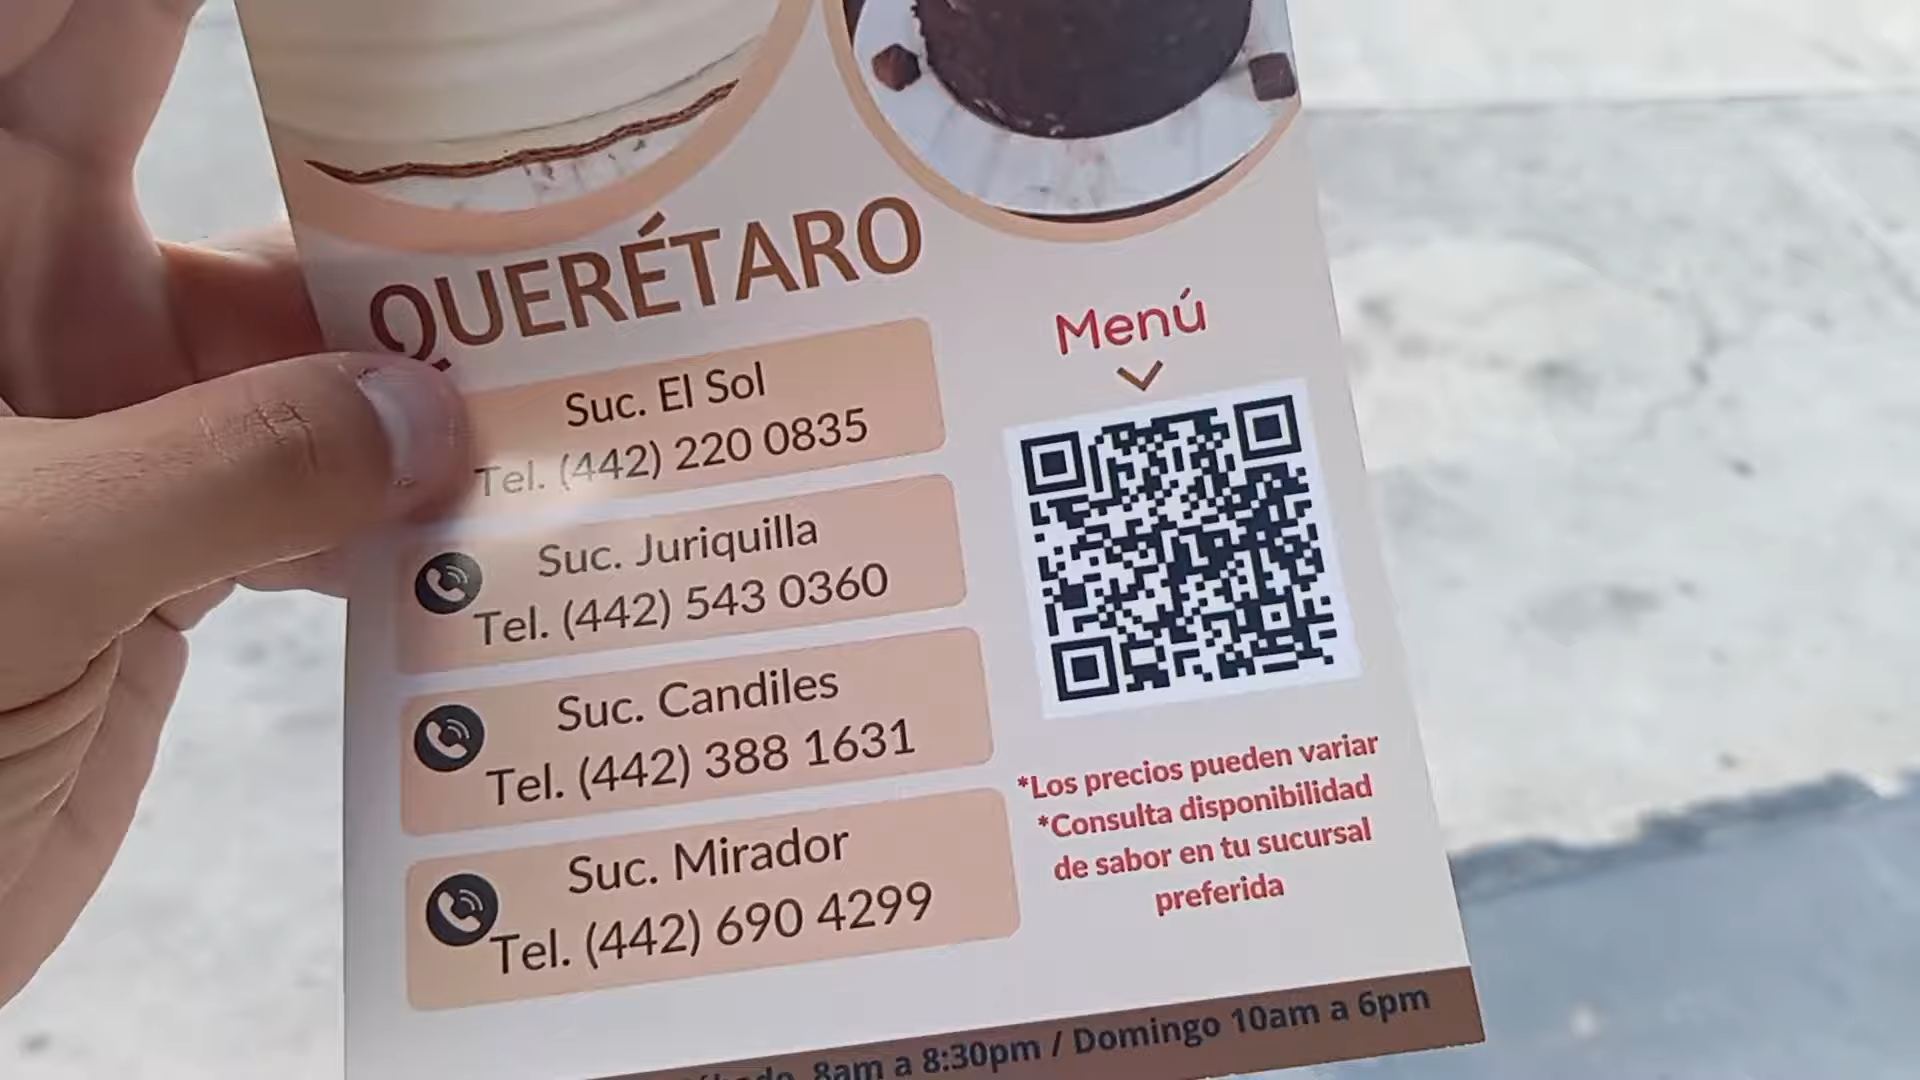 QUERÉTARO
Suc. El Sol
Tel. (442) 220 0835
Suc. Juriquilla
Tel. (442) 543 0360
Suc. Candiles
Tel. (442) 388 1631
Suc. Mirador
Tel. (442) 690 4299
Menú
*Los precios pueden variar
*Consulta disponibilidad
de sabor en tu sucursal
preferida
8am a 8:30pm / Domingo 10am a 6pm